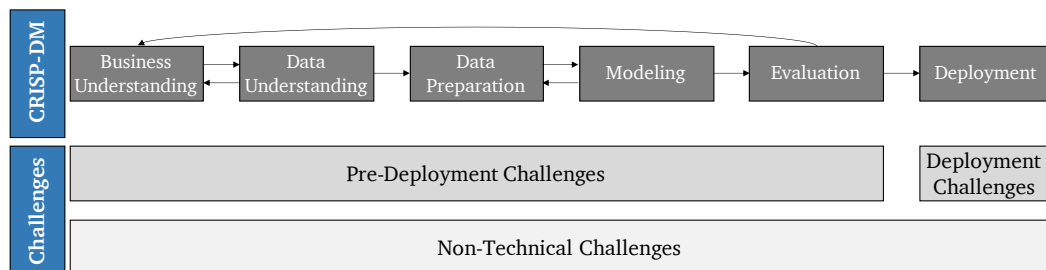 CRISP-DM
Business
Understanding
Data
Understanding
Data
Preparation
Modeling
Evaluation
Deployment
Challenges
Pre-Deployment Challenges
Deployment
Challenges
Non-Technical Challenges